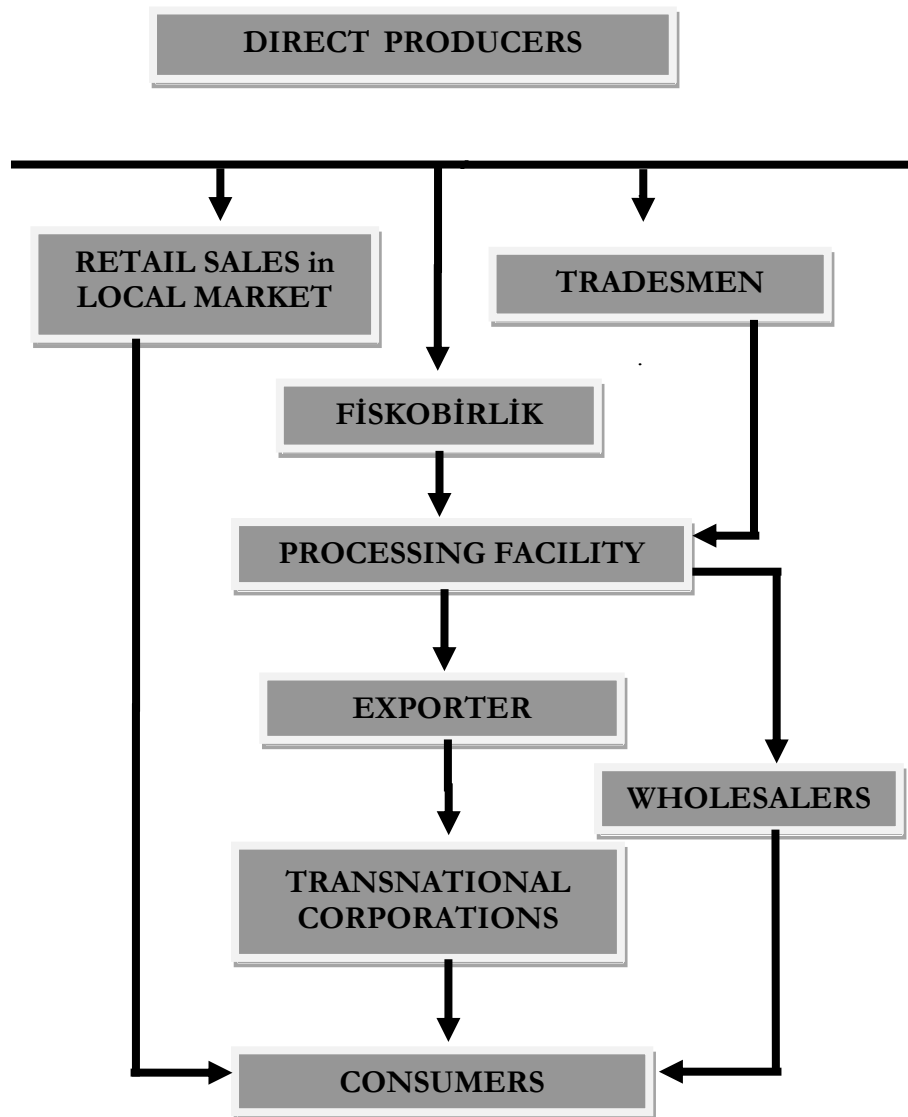 DIRECT PRODUCERS
RETAIL SALES in
LOCAL MARKET
TRADESMEN
FİSKOBİRLİK
PROCESSING FACILITY
EXPORTER
WHOLESALERS
TRANSNATIONAL
CORPORATIONS
CONSUMERS